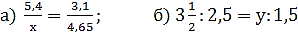 а) 5,4/x = 3,1/4,65; б) 3 1/2 : 2,5 = y: 1,5